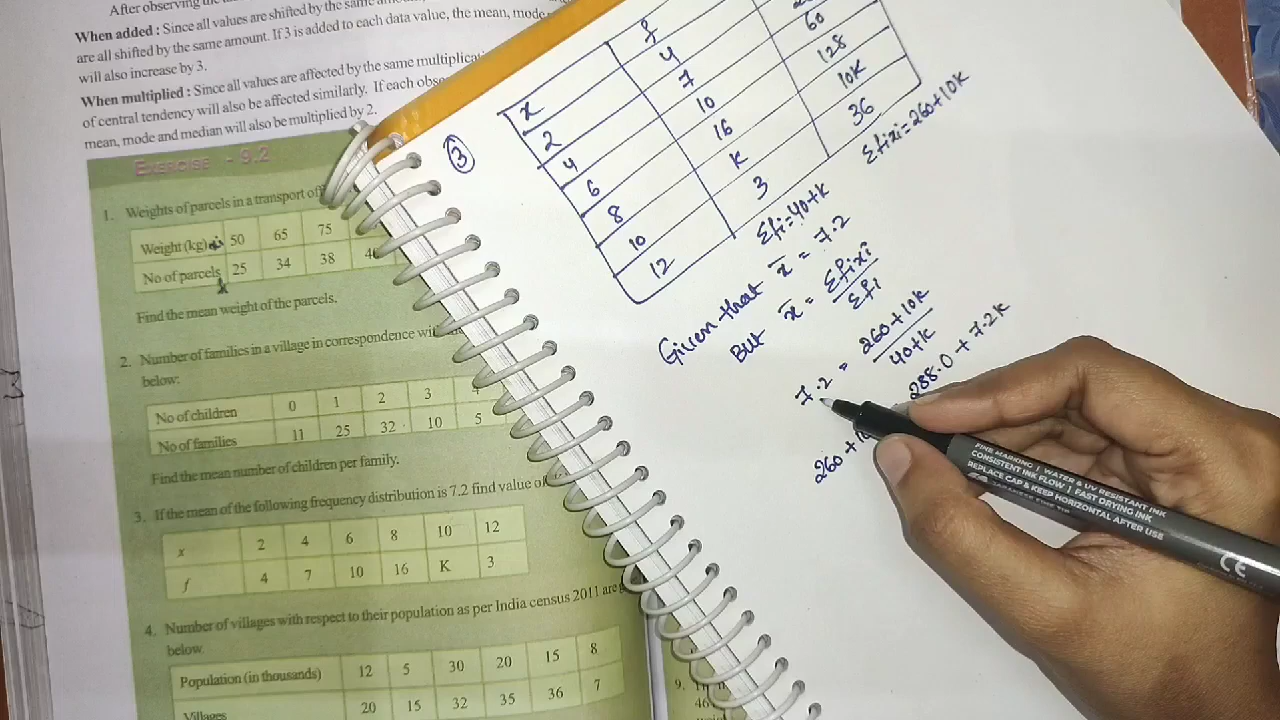 After observing the
When added : Since all values are shifted by the same
are all shifted by the same amount. If 3 is added to each data value, the mean, mode
will also increase by 3.
When multiplied : Since all values are affected by the same
of central tendency will also be affected similarly. If each
mean, mode and median will also be multiplied by 2.
EXERCISE - 9.2
1. Weights of parcels in a transport
Weight (kg) 50 65 75
No of parcels 25 34 38
Find the mean weight of the parcels.
2. Number of families in a village in correspondence
below:
No of children 0 1 2 3
No of families 11 25 32 10 5
Find the mean number of children per family.
3. If the mean of the following frequency distribution is 7.2 find value
x 2 4 6 8 10 12
f 4 7 10 16 K 3
4. Number of villages with respect to their population as per India census 2011 are
below.
Population (in thousands) 12 5 30 20 15 8
Villages 20 15 32 35 36 7
9.
46
3
x f
2 4
4 7
6 10 60
8 16 128
10 K 10K
12 3 36
Σfi=40+K Σfixi=260+10K
Given that x̄ = 7.2
But x̄ = Σfixi/Σfi
7.2 = 260+10K/40+K
260+ 288.0 + 7.2K
FINE MARKING | WATER & UV RESISTANT INK
CONSISTENT INK FLOW | FAST DRYING INK
REPLACE CAP & KEEP HORIZONTAL AFTER USE
JAPANESE FINE TIP
CE